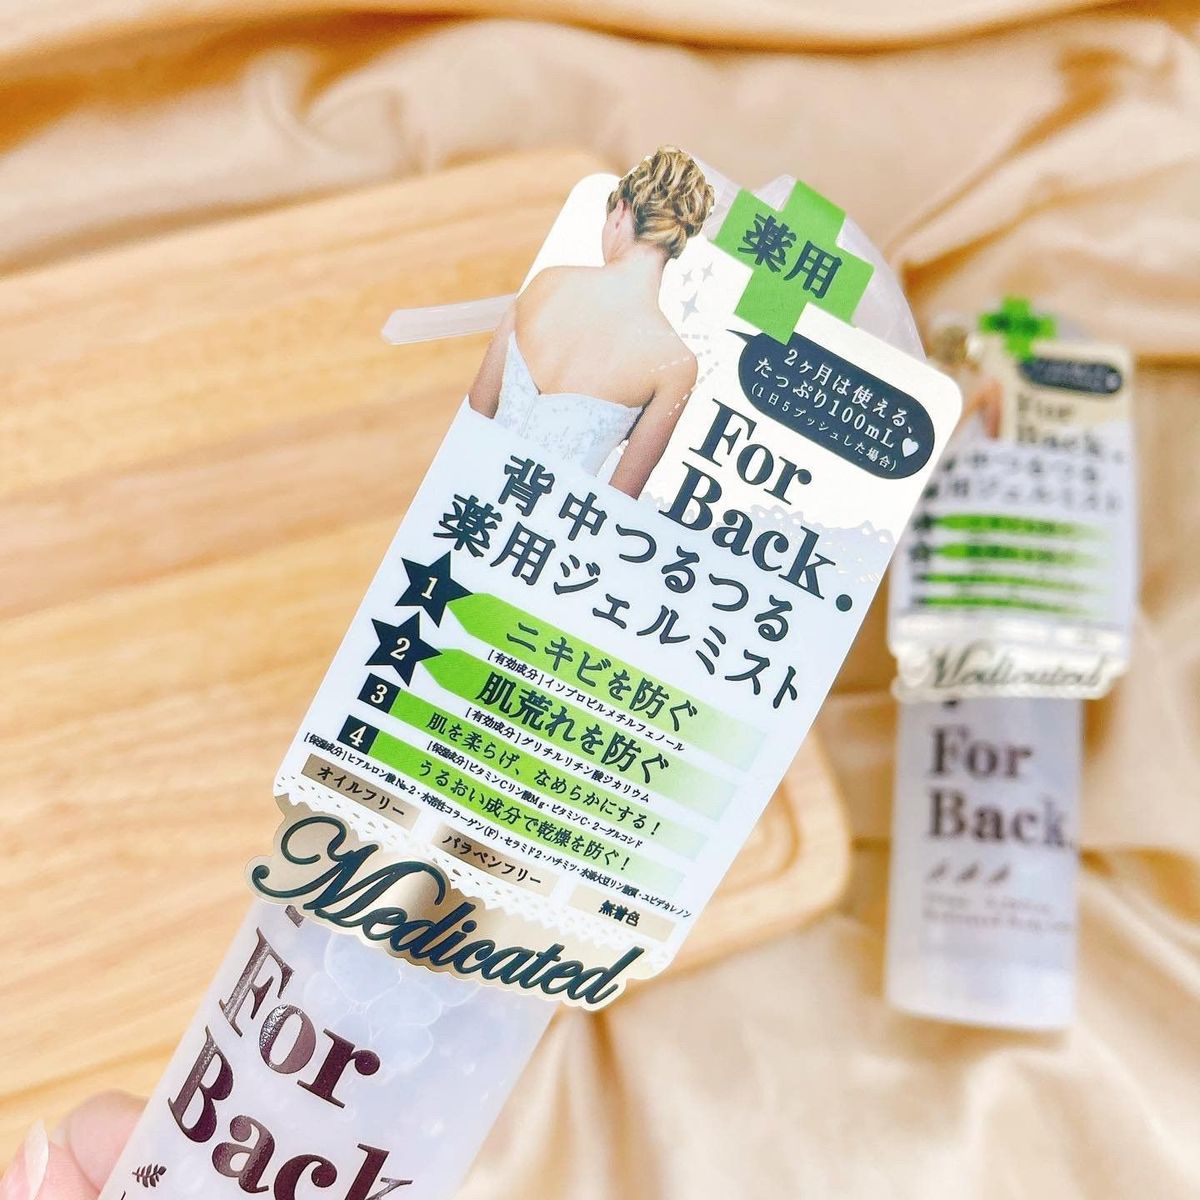 薬用
2ヶ月は使える、
たっぷり100mL
(1日5プッシュした場合)
For
Back.
背中つるつる
薬用ジェルミスト
1 ニキビを防ぐ
[有効成分]イソプロピルメチルフェノール
2 肌荒れを防ぐ
[有効成分]グリチルリチン酸ジカリウム
3 肌を柔らげ、なめらかにする!
[保湿成分]ビタミンCリン酸Mg・ビタミンC・2-グルコシド
4 うるおい成分で乾燥を防ぐ!
[保湿成分]ヒアルロン酸Na-2・水溶性コラーゲン(F)・セラミド2・ハチミツ・水添大豆リン脂質・ユビデカレノン
オイルフリー
パラベンフリー
無着色
Medicated
For
Back
For
Back.
背中つるつる
薬用ジェルミスト
Medicated
For
Back.